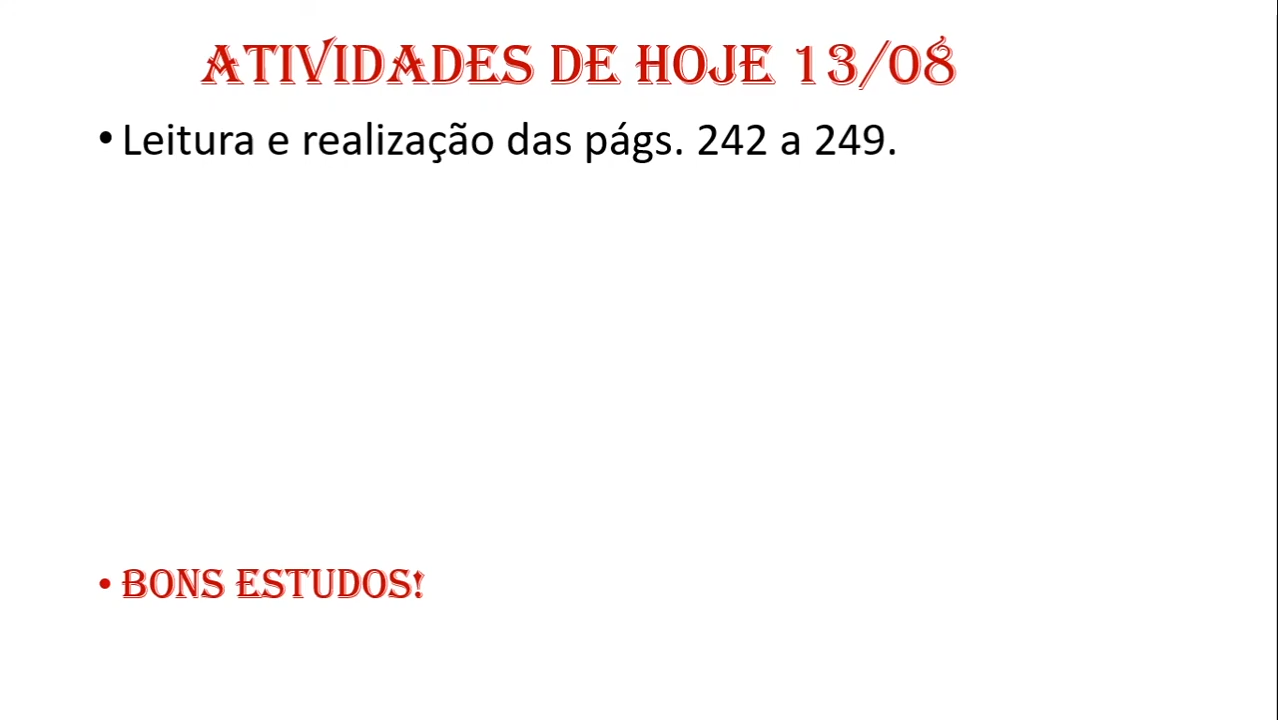 ATIVIDADES DE HOJE 13/08
• Leitura e realização das págs. 242 a 249.
• BONS ESTUDOS!